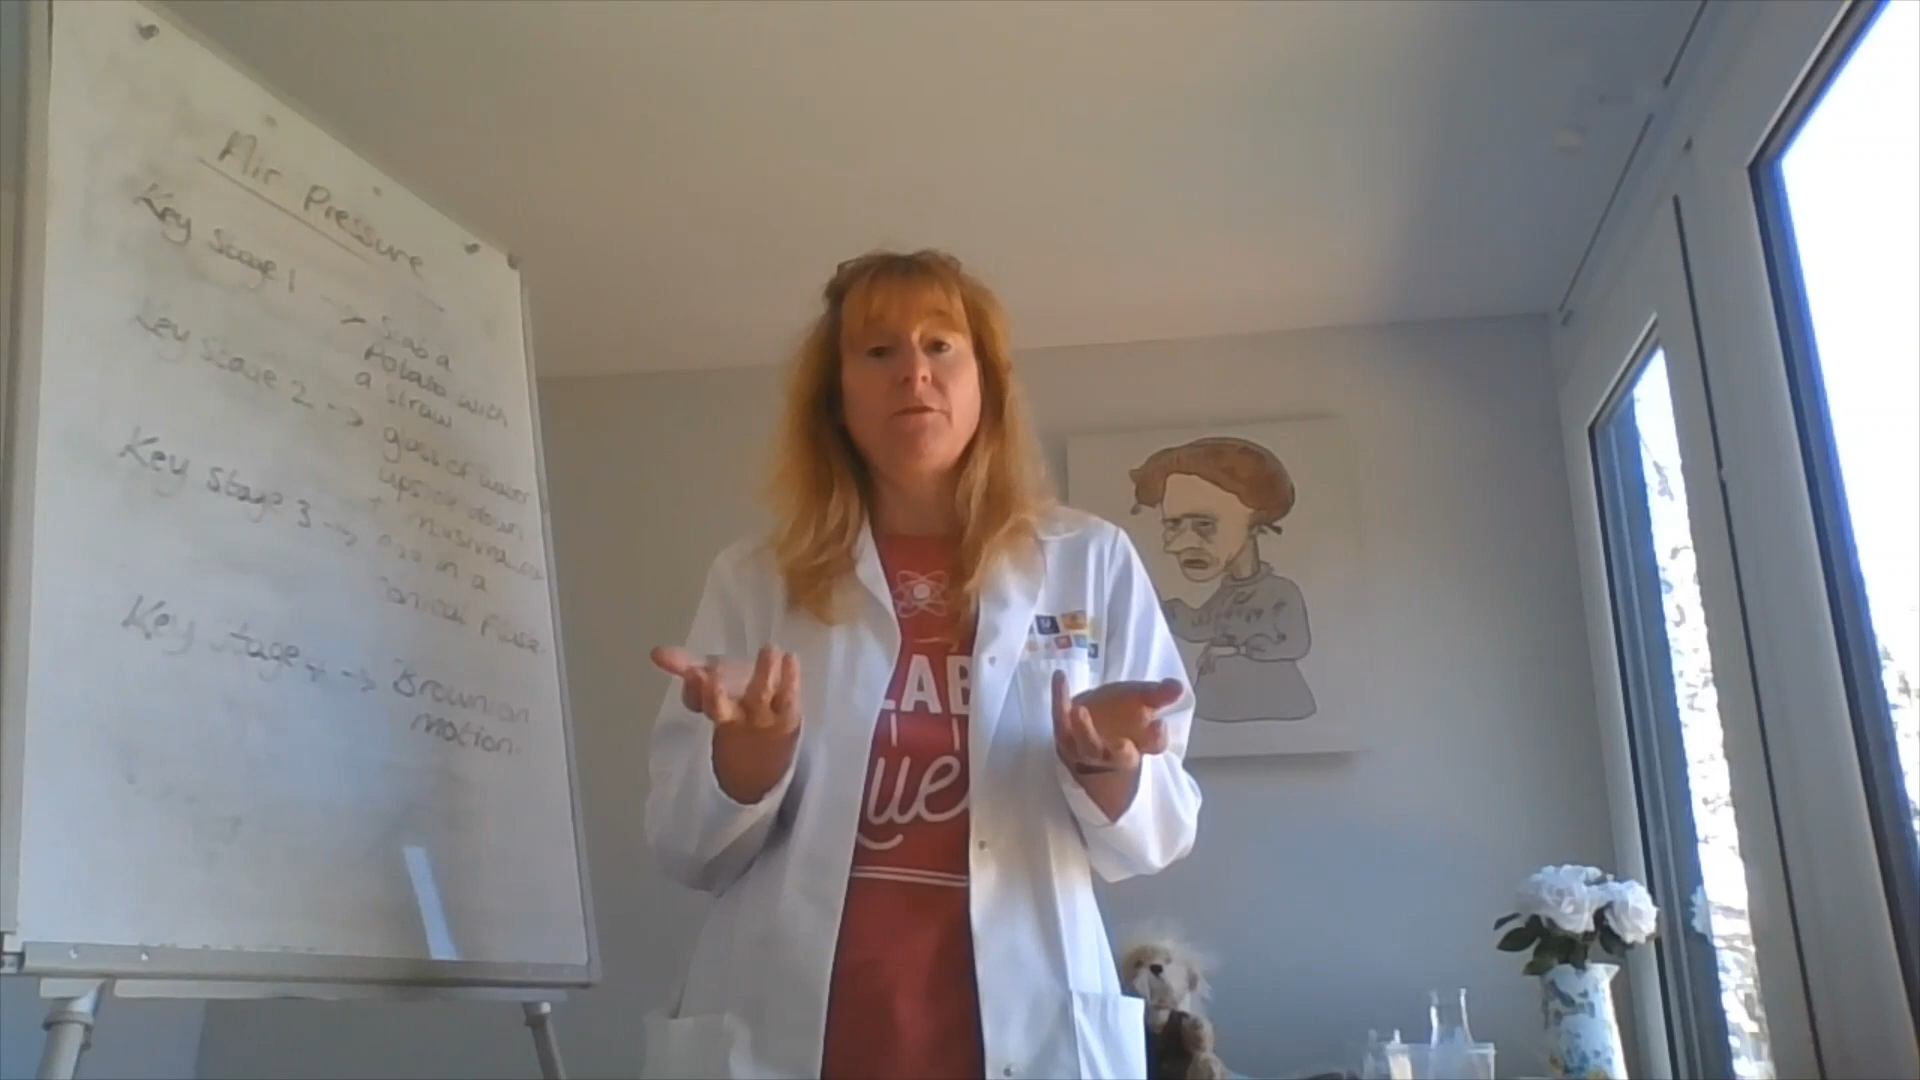 Air Pressure
Key Stage 1 → Stab a
Potato with
a straw
Key Stage 2 → glass of water
upside down
Key Stage 3 → egg in a
Conical flask.
Key Stage 4 → Brownian
motion.
LAB